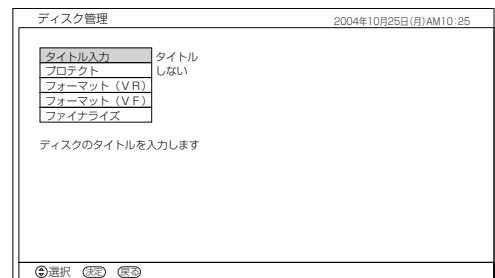 ディスク管理 2004年10月25日(月)AM10:25
タイトル入力 タイトル
プロテクト しない
フォーマット（VR）
フォーマット（VF）
ファイナライズ
ディスクのタイトルを入力します
選択 決定 戻る